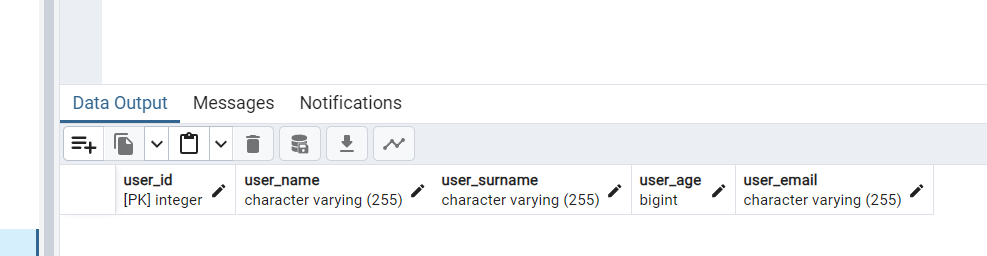 Data Output Messages Notifications
user_id user_name user_surname user_age user_email
[PK] integer character varying (255) character varying (255) bigint character varying (255)